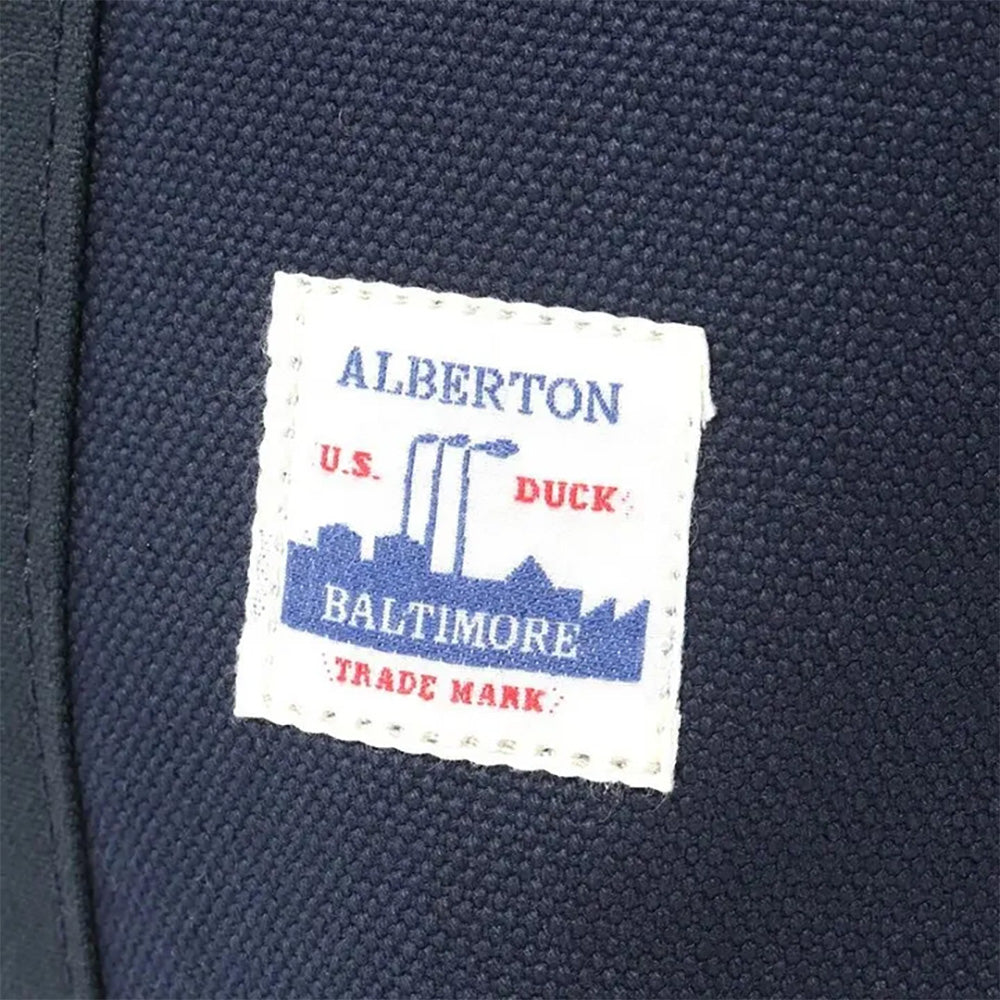 ALBERTON
U.S. DUCK
BALTIMORE
TRADE MARK